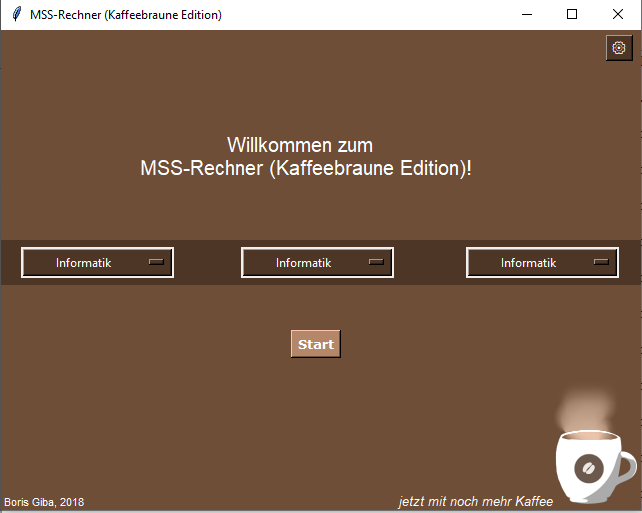 MSS-Rechner (Kaffeebraune Edition)
Willkommen zum
MSS-Rechner (Kaffeebraune Edition)!
Informatik
Informatik
Informatik
Start
jetzt mit noch mehr Kaffee
Boris Giba, 2018